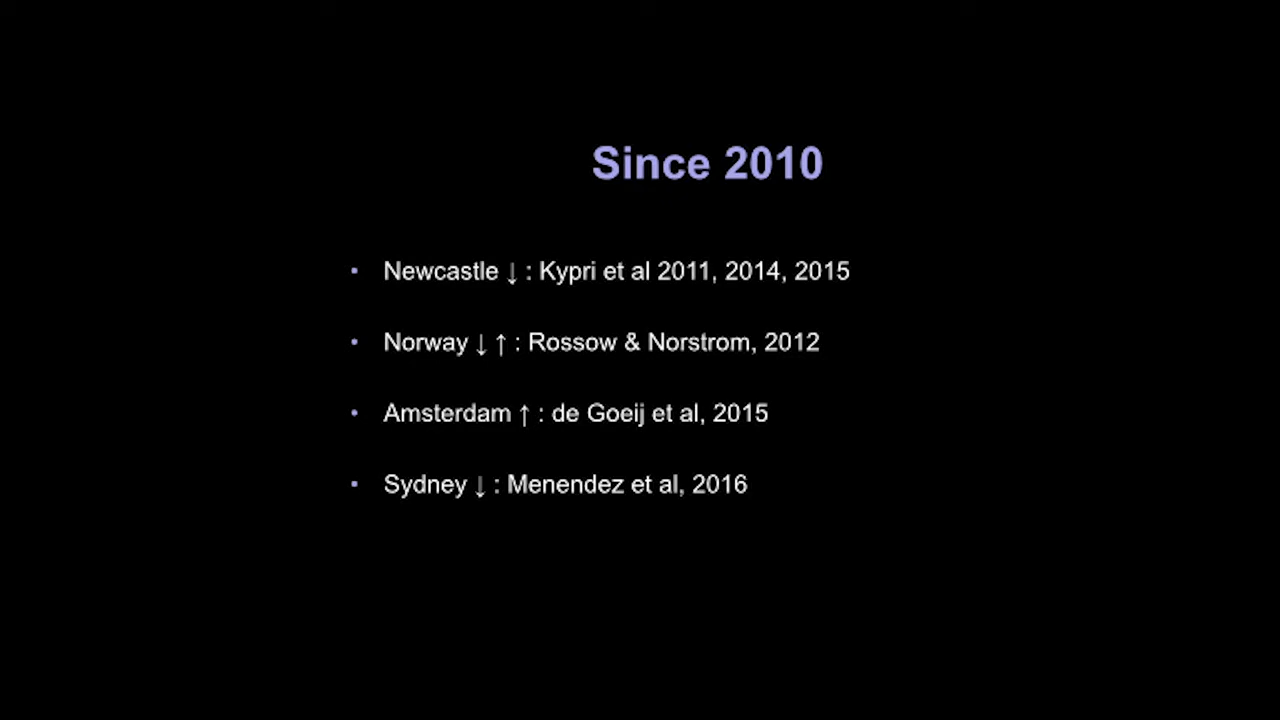 Since 2010
• Newcastle ↓ : Kypri et al 2011, 2014, 2015
• Norway ↓ ↑ : Rossow & Norstrom, 2012
• Amsterdam ↑ : de Goeij et al, 2015
• Sydney ↓ : Menendez et al, 2016